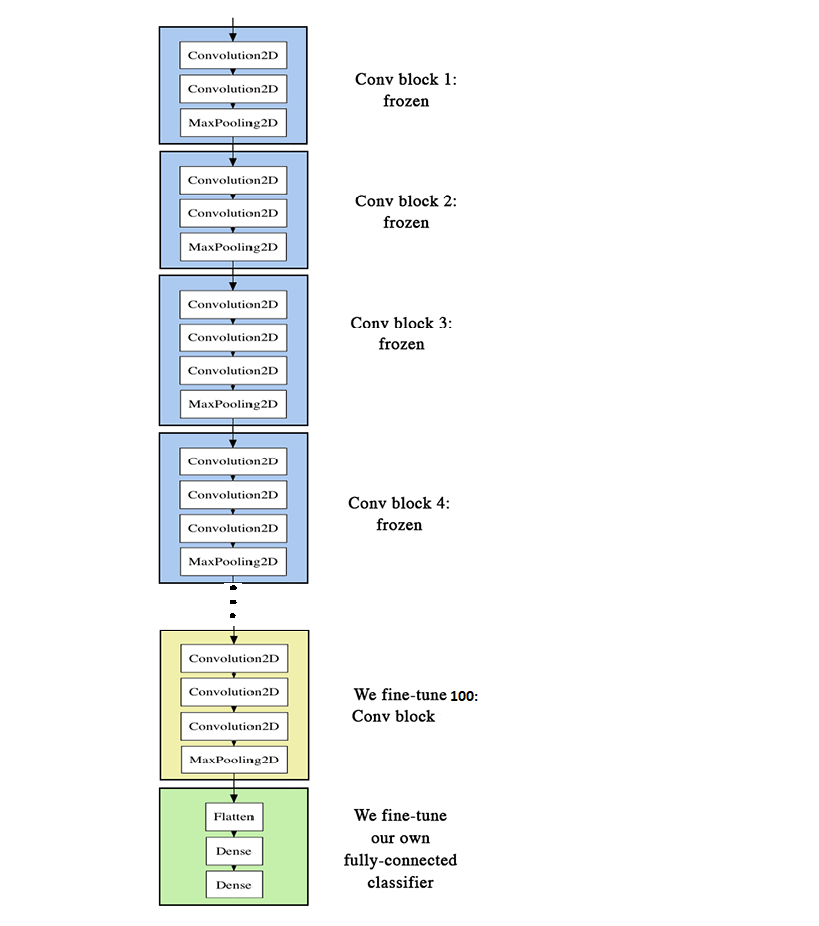 Convolution2D
Convolution2D
MaxPooling2D
Conv block 1:
frozen
Convolution2D
Convolution2D
MaxPooling2D
Conv block 2:
frozen
Convolution2D
Convolution2D
Convolution2D
MaxPooling2D
Conv block 3:
frozen
Convolution2D
Convolution2D
Convolution2D
MaxPooling2D
Conv block 4:
frozen
Convolution2D
Convolution2D
Convolution2D
MaxPooling2D
We fine-tune 100:
Conv block
Flatten
Dense
Dense
We fine-tune
our own
fully-connected
classifier